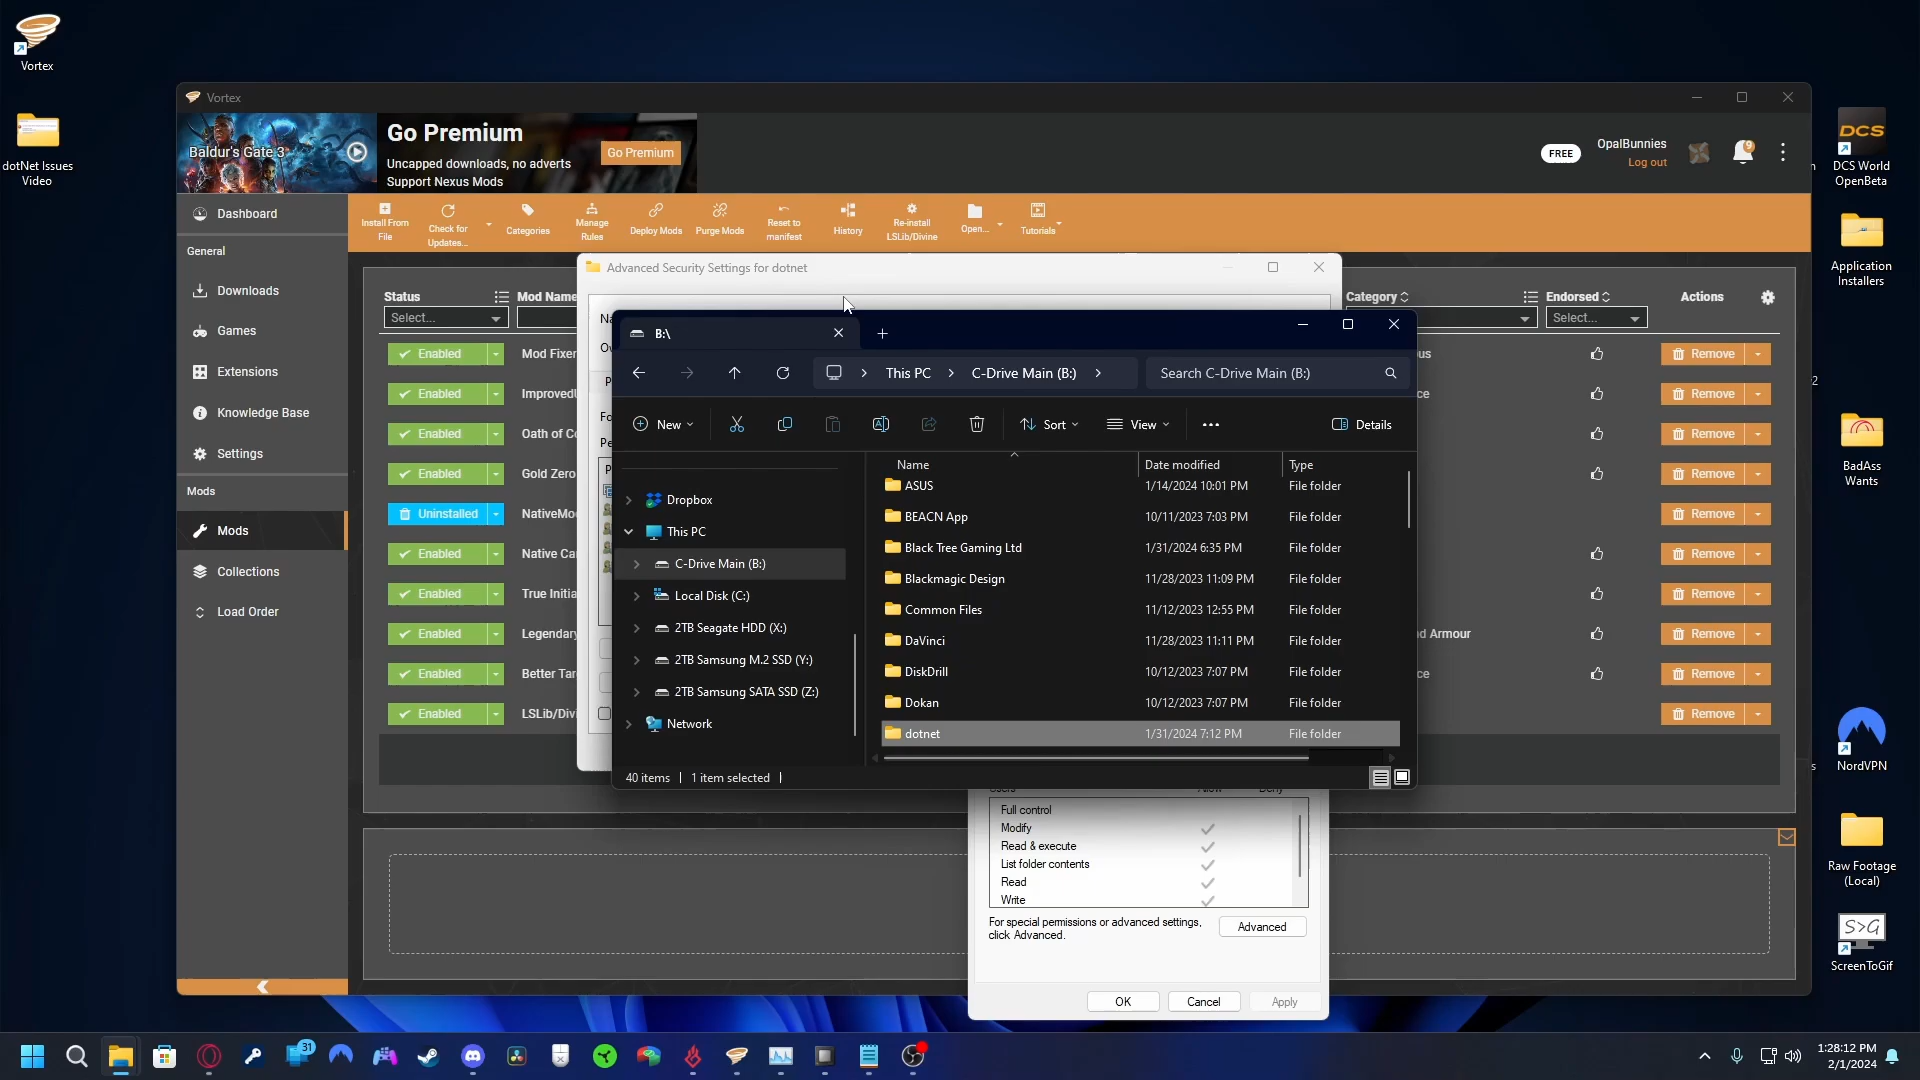 Vortex
dotNet Issues
Video
Vortex
Baldur's Gate 3
Go Premium
Uncapped downloads, no adverts
Support Nexus Mods
Go Premium
FREE
OpalBunnies
Log out
9
Dashboard
General
Downloads
Games
Extensions
Knowledge Base
Settings
Mods
Mods
Collections
Load Order
Install From
File
Check for
Updates...
Categories
Manage
Rules
Deploy Mods
Purge Mods
Reset to
manifest
History
Re-install
LSLib/Divine
Open...
Tutorials
Status
Mod Name
Select...
Category
Endorsed
Actions
Select...
Enabled
Mod Fixer
us
Remove
Enabled
Improved
ce
Remove
Enabled
Oath of Co
Remove
Enabled
Gold Zero
Remove
Uninstalled
NativeMo
Remove
Enabled
Native Ca
Remove
Enabled
True Initia
Remove
Enabled
Legendary
d Armour
Remove
Enabled
Better Tar
ce
Remove
Enabled
LSLib/Divi
Remove
Advanced Security Settings for dotnet
Na
Ow
P
Fo
Pe
P
B:\
This PC
C-Drive Main (B:)
Search C-Drive Main (B:)
New
Sort
View
Details
Dropbox
This PC
C-Drive Main (B:)
Local Disk (C:)
2TB Seagate HDD (X:)
2TB Samsung M.2 SSD (Y:)
2TB Samsung SATA SSD (Z:)
Network
Name
Date modified
Type
ASUS
1/14/2024 10:01 PM
File folder
BEACN App
10/11/2023 7:03 PM
File folder
Black Tree Gaming Ltd
1/31/2024 6:35 PM
File folder
Blackmagic Design
11/28/2023 11:09 PM
File folder
Common Files
11/12/2023 12:55 PM
File folder
DaVinci
11/28/2023 11:11 PM
File folder
DiskDrill
10/12/2023 7:07 PM
File folder
Dokan
10/12/2023 7:07 PM
File folder
dotnet
1/31/2024 7:12 PM
File folder
40 items
1 item selected
Full control
Modify
Read & execute
List folder contents
Read
Write
For special permissions or advanced settings,
click Advanced.
Advanced
OK
Cancel
Apply
DCS
DCS World
OpenBeta
Application
Installers
BadAss
Wants
NordVPN
Raw Footage
(Local)
S>G
ScreenToGif
31
1:28:12 PM
2/1/2024